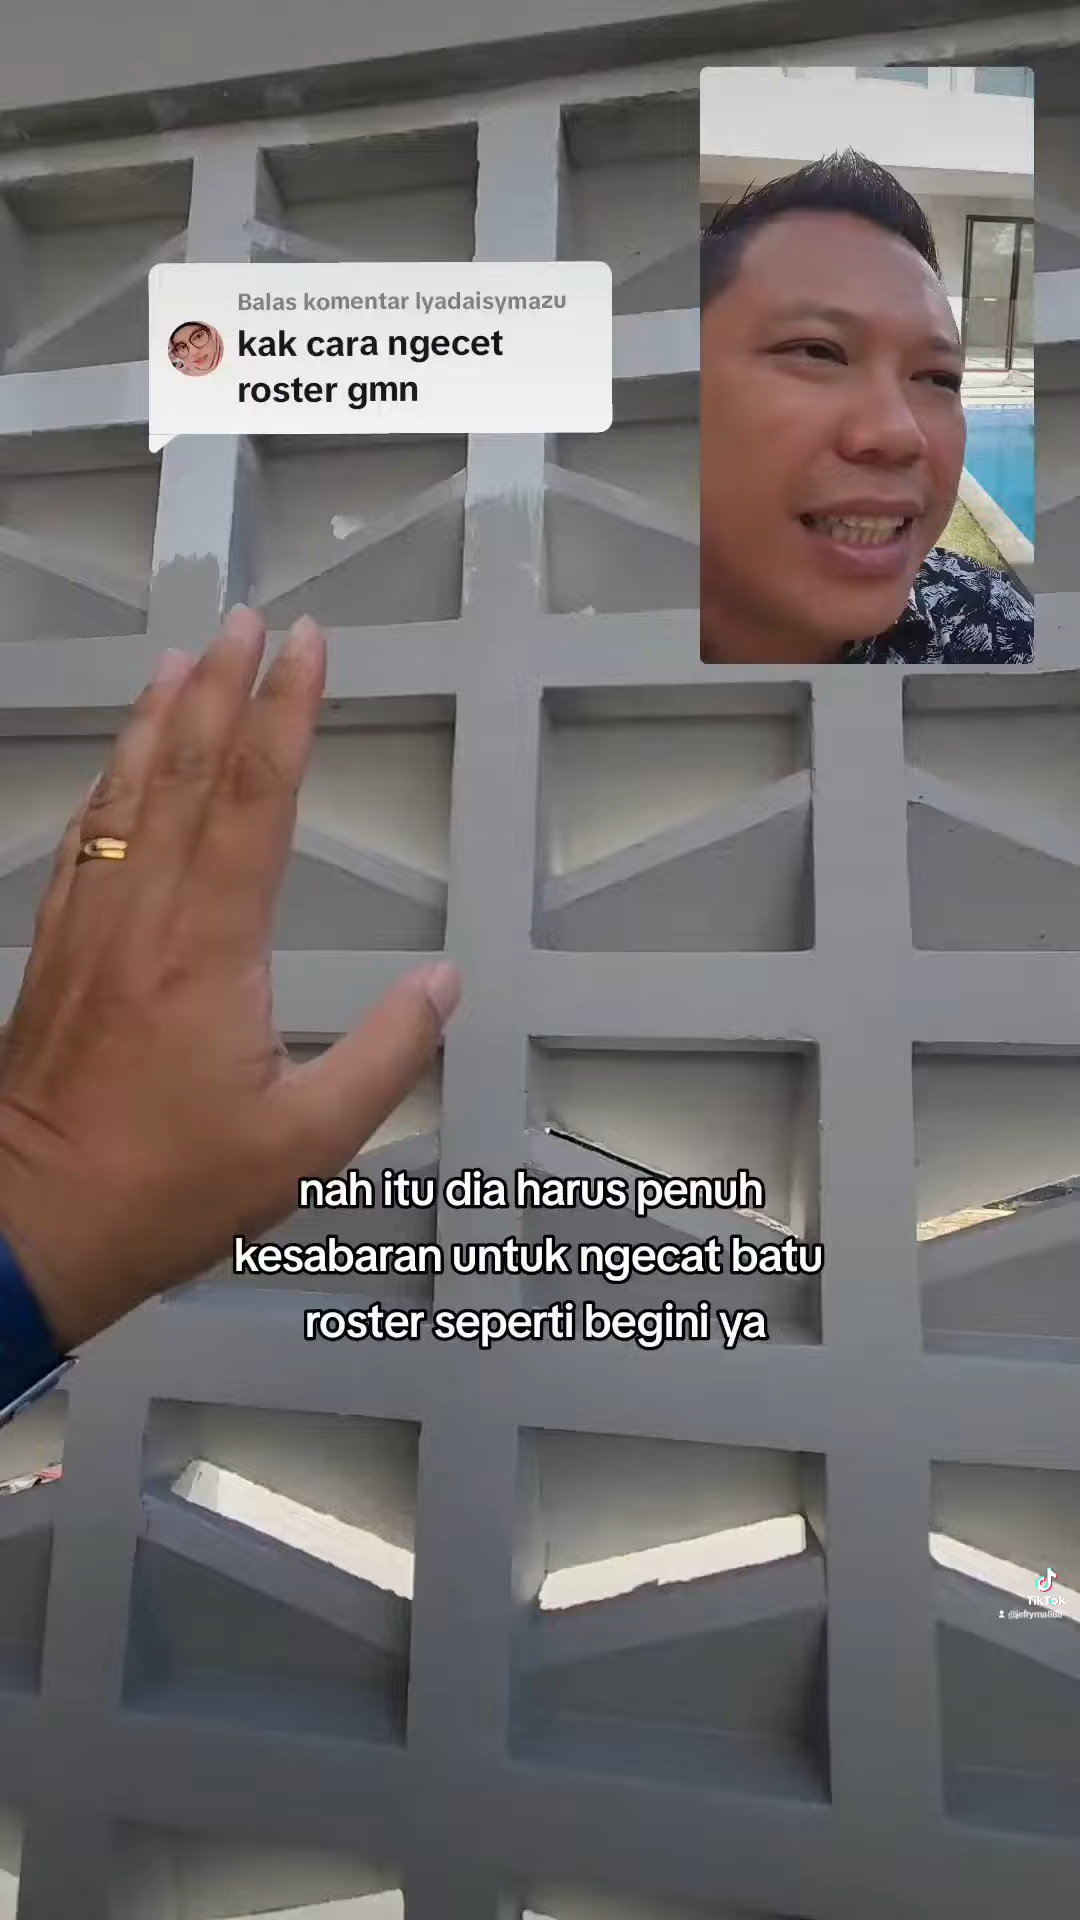 Balas komentar lyadaisymazu
kak cara ngecet
roster gmn
nah itu dia harus penuh
kesabaran untuk ngecat batu
roster seperti begini ya
TikTok
@jefryma888